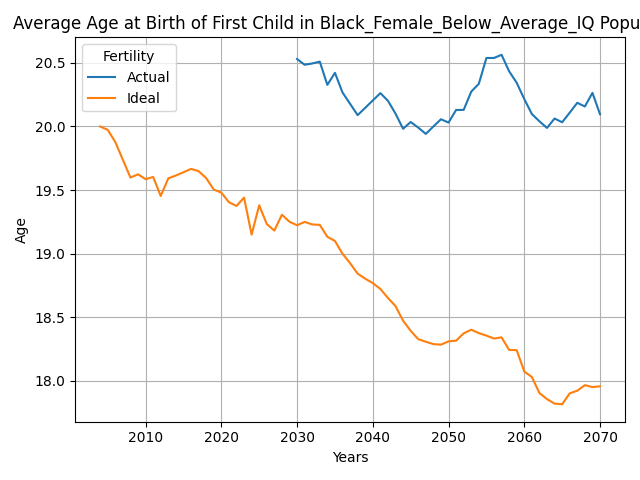 Average Age at Birth of First Child in Black_Female_Below_Average_IQ Popu
Fertility
Actual
Ideal
20.5
20.0
19.5
19.0
18.5
18.0
Age
2010 2020 2030 2040 2050 2060 2070
Years